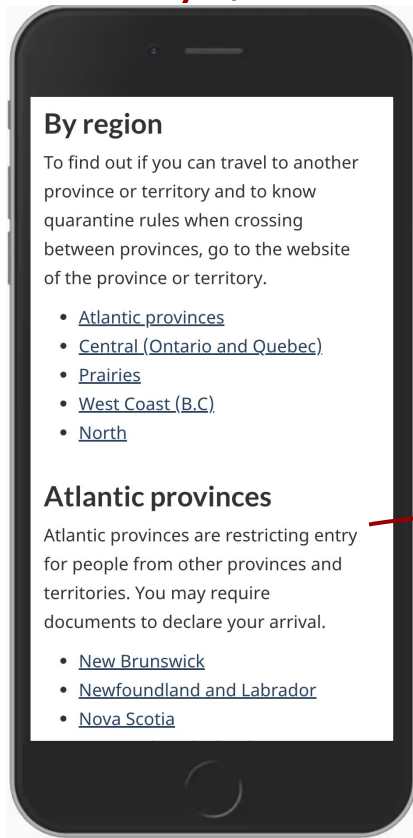 By region
To find out if you can travel to another
province or territory and to know
quarantine rules when crossing
between provinces, go to the website
of the province or territory.
• Atlantic provinces
• Central (Ontario and Quebec)
• Prairies
• West Coast (B.C)
• North
Atlantic provinces
Atlantic provinces are restricting entry
for people from other provinces and
territories. You may require
documents to declare your arrival.
• New Brunswick
• Newfoundland and Labrador
• Nova Scotia